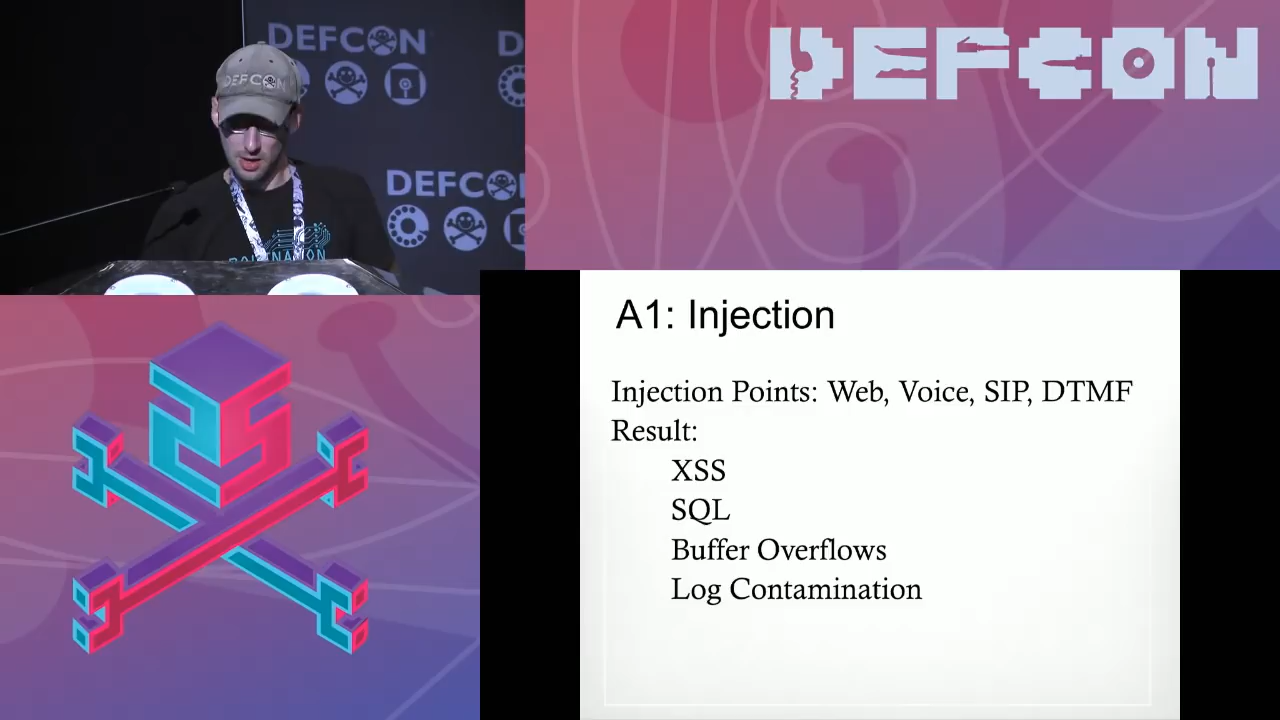 DEFCON
D
DEFCON
DEFCON
DEFCON
DOMINATION
A1: Injection
Injection Points: Web, Voice, SIP, DTMF
Result:
XSS
SQL
Buffer Overflows
Log Contamination